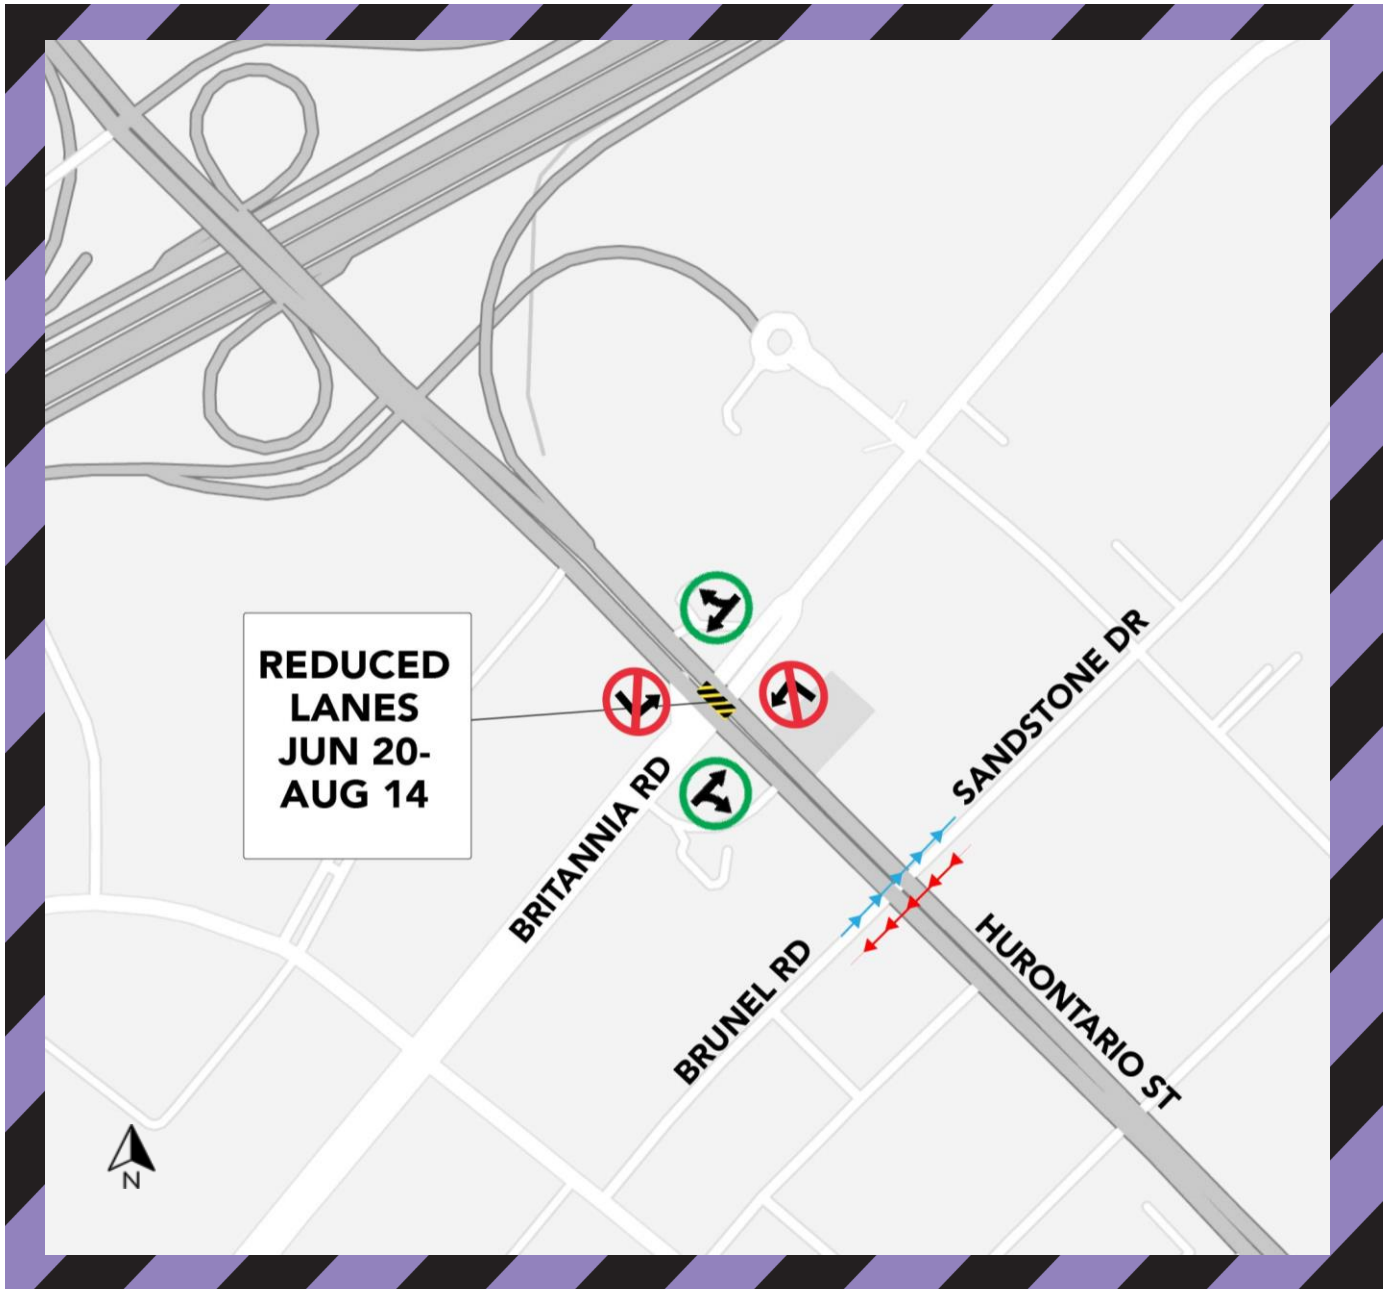 REDUCED
LANES
JUN 20-
AUG 14
BRITANNIA RD
SANDSTONE DR
BRUNEL RD
HURONTARIO ST
N